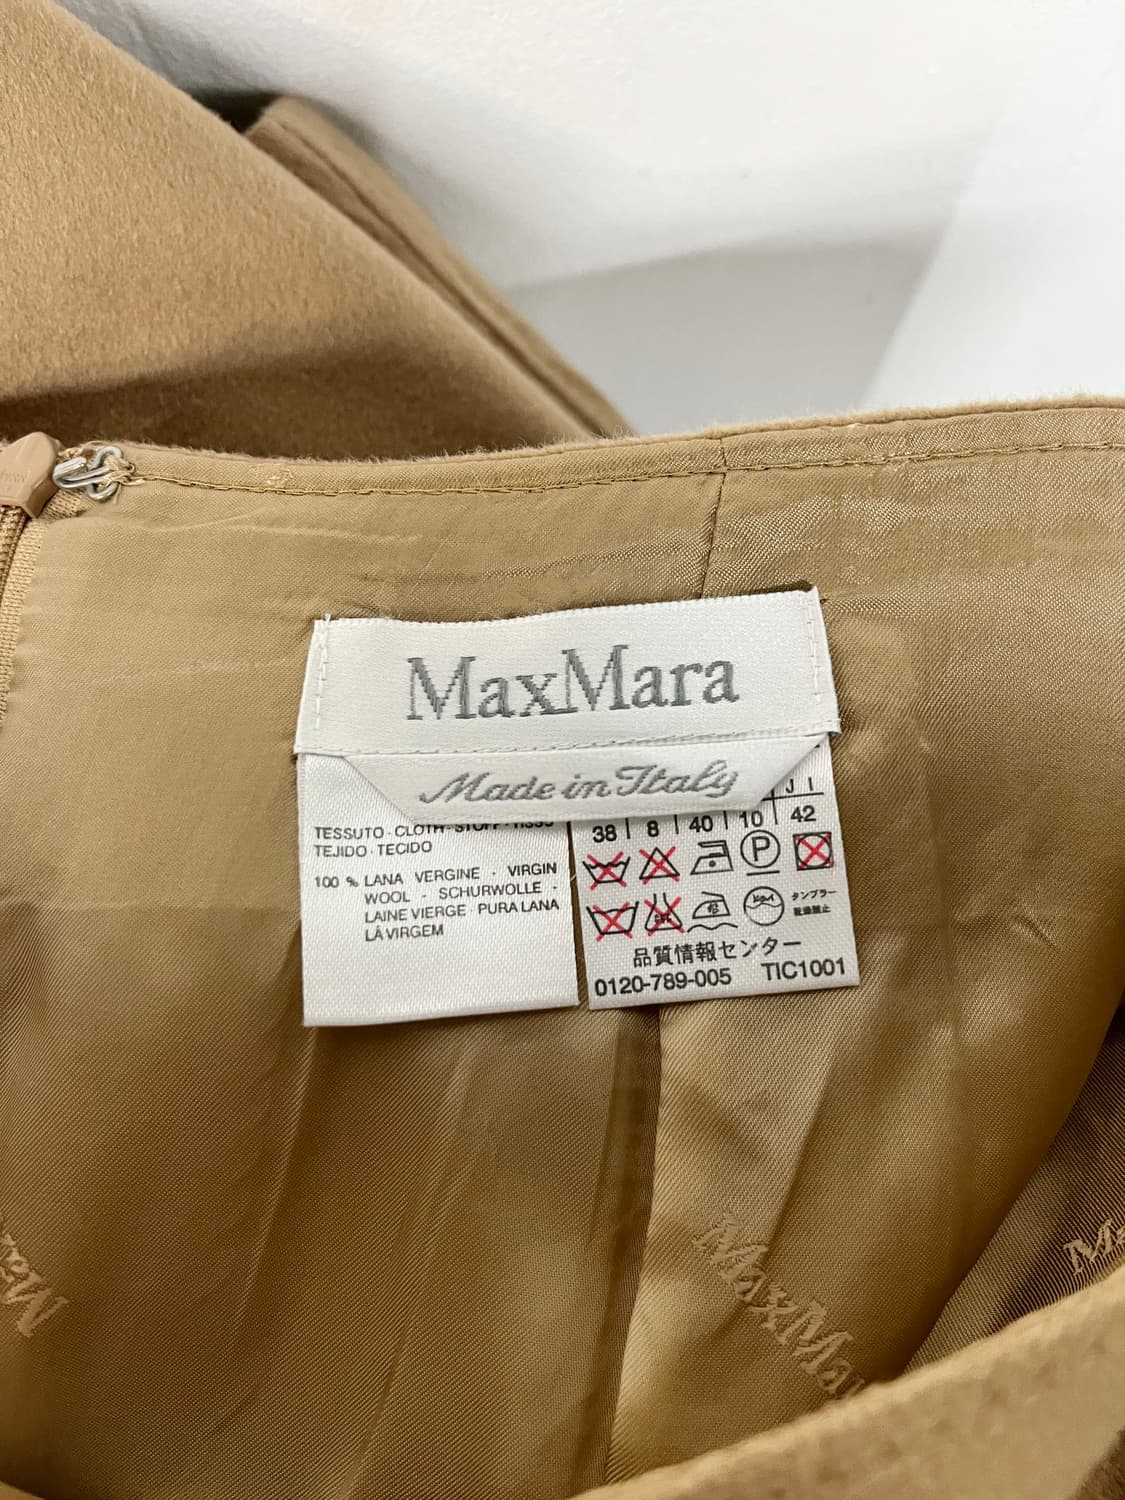 MaxMara
Made in Italy
TESSUTO · CLOTH · STOFF · TISSU
TEJIDO · TECIDO
100 % LANA VERGINE - VIRGIN
WOOL - SCHURWOLLE -
LAINE VIERGE PURA LANA
LÃ VIRGEM
J I
38 8 40 10 42
P
タンブラー
乾燥禁止
品質情報センター
0120-789-005 TIC1001
MaxMara